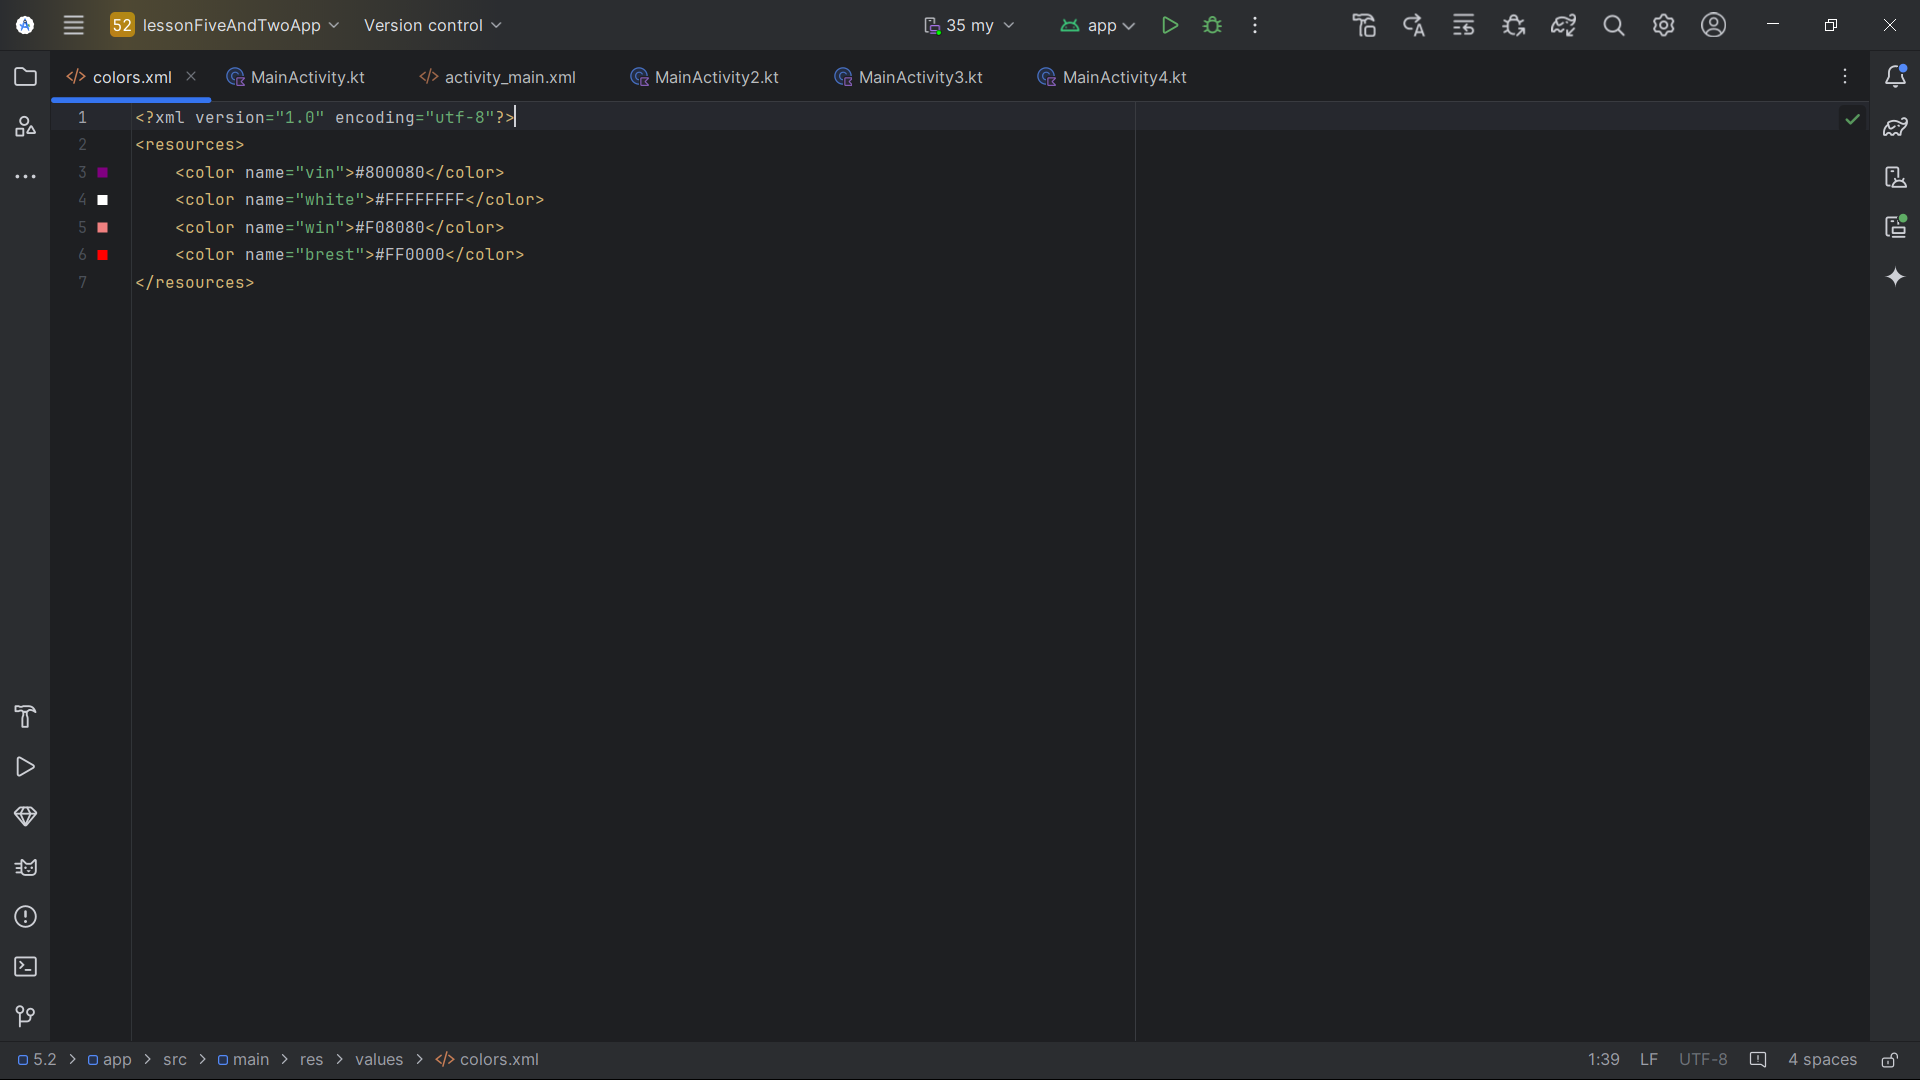 52 lessonFiveAndTwoApp Version control 35 my app
colors.xml MainActivity.kt activity_main.xml MainActivity2.kt MainActivity3.kt MainActivity4.kt
1 <?xml version="1.0" encoding="utf-8"?>
2 <resources>
3     <color name="vin">#800080</color>
4     <color name="white">#FFFFFFFF</color>
5     <color name="win">#F08080</color>
6     <color name="brest">#FF0000</color>
7 </resources>
5.2 > app > src > main > res > values > </> colors.xml 1:39 LF UTF-8 4 spaces